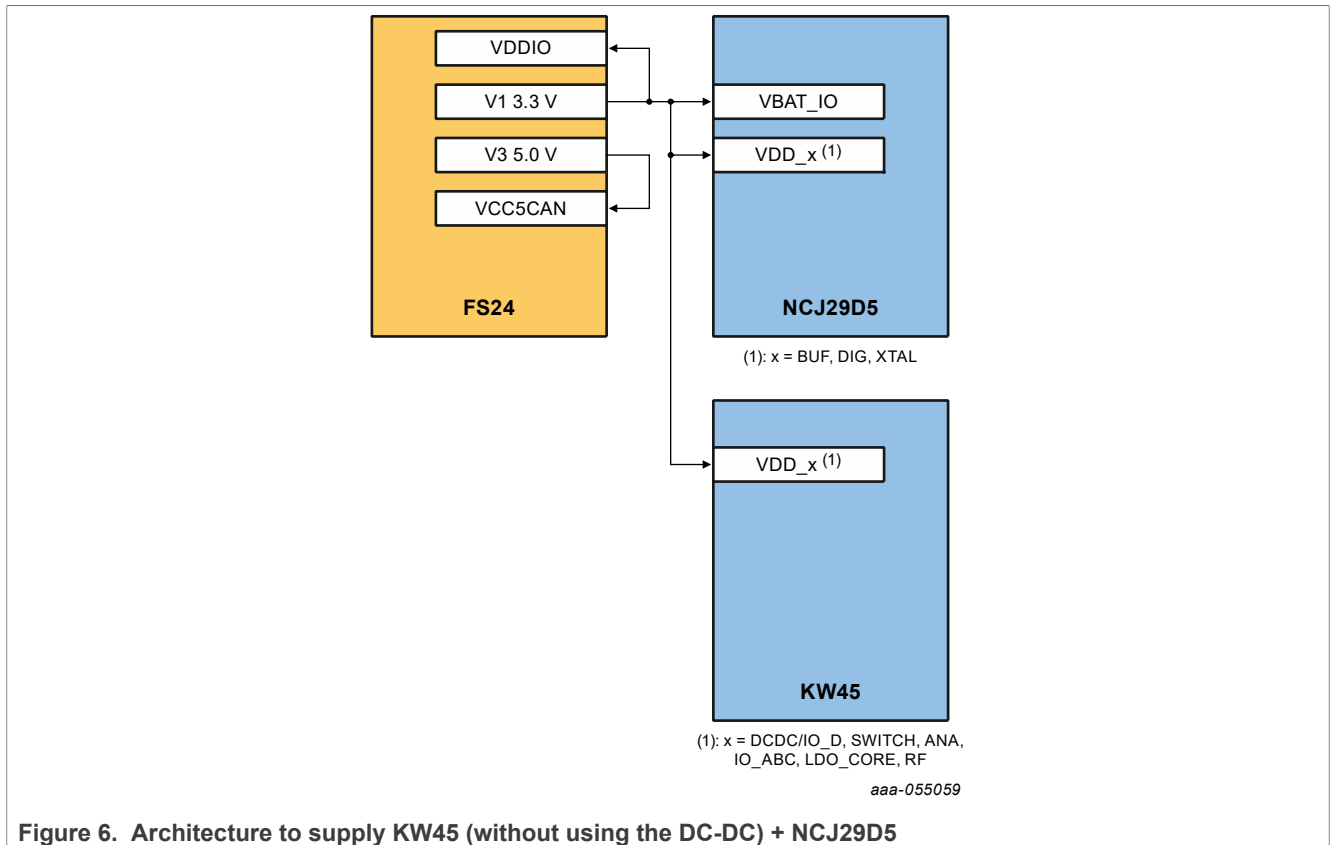 VDDIO
V1 3.3 V
V3 5.0 V
VCC5CAN
FS24
VBAT_IO
VDD_x (1)
NCJ29D5
(1): x = BUF, DIG, XTAL
VDD_x (1)
KW45
(1): x = DCDC/IO_D, SWITCH, ANA,
IO_ABC, LDO_CORE, RF
aaa-055059
Figure 6. Architecture to supply KW45 (without using the DC-DC) + NCJ29D5